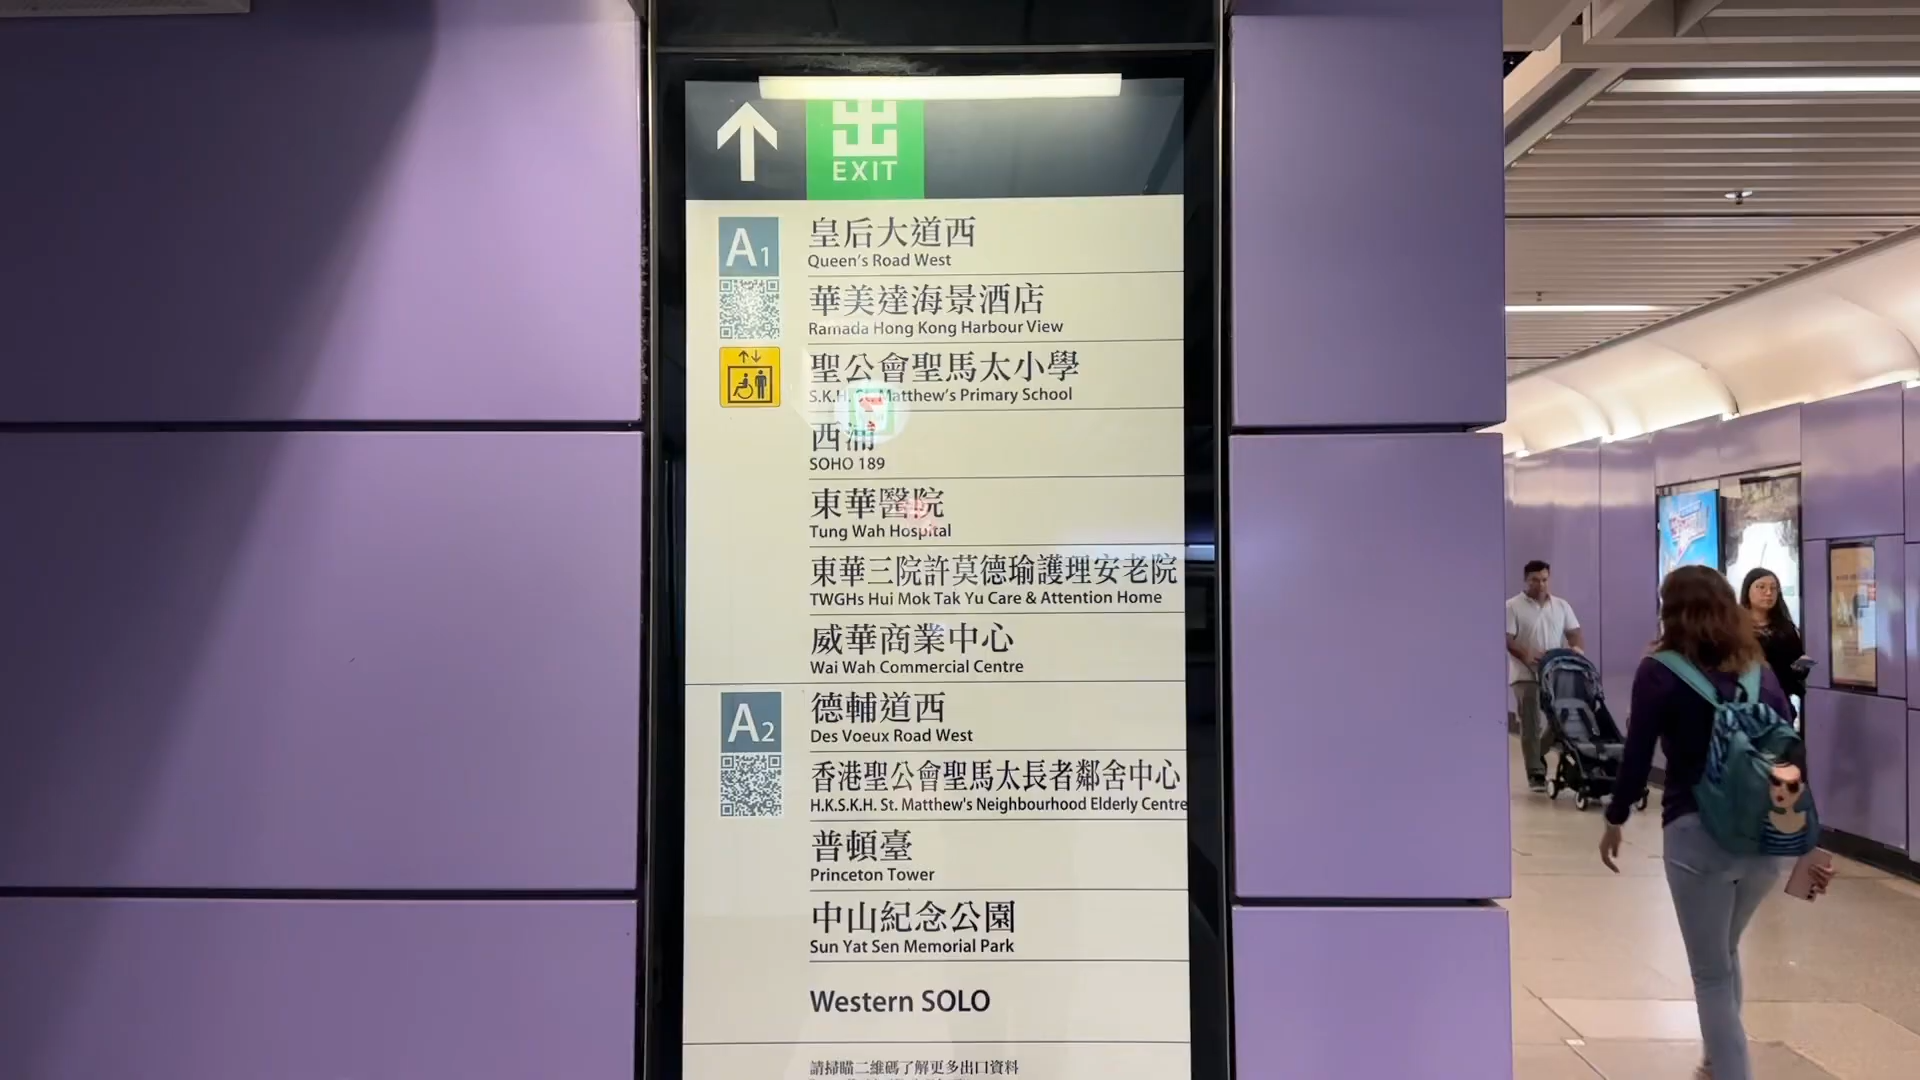 出
EXIT
A1
皇后大道西
Queen's Road West
華美達海景酒店
Ramada Hong Kong Harbour View
聖公會聖馬太小學
S.K.H. St. Matthew's Primary School
西浦
SOHO 189
東華醫院
Tung Wah Hospital
東華三院許莫德瑜護理安老院
TWGHs Hui Mok Tak Yu Care & Attention Home
威華商業中心
Wai Wah Commercial Centre
A2
德輔道西
Des Voeux Road West
香港聖公會聖馬太長者鄰舍中心
H.K.S.K.H. St. Matthew's Neighbourhood Elderly Centre
普頓臺
Princeton Tower
中山紀念公園
Sun Yat Sen Memorial Park
Western SOLO
請掃瞄二維碼了解更多出口資料